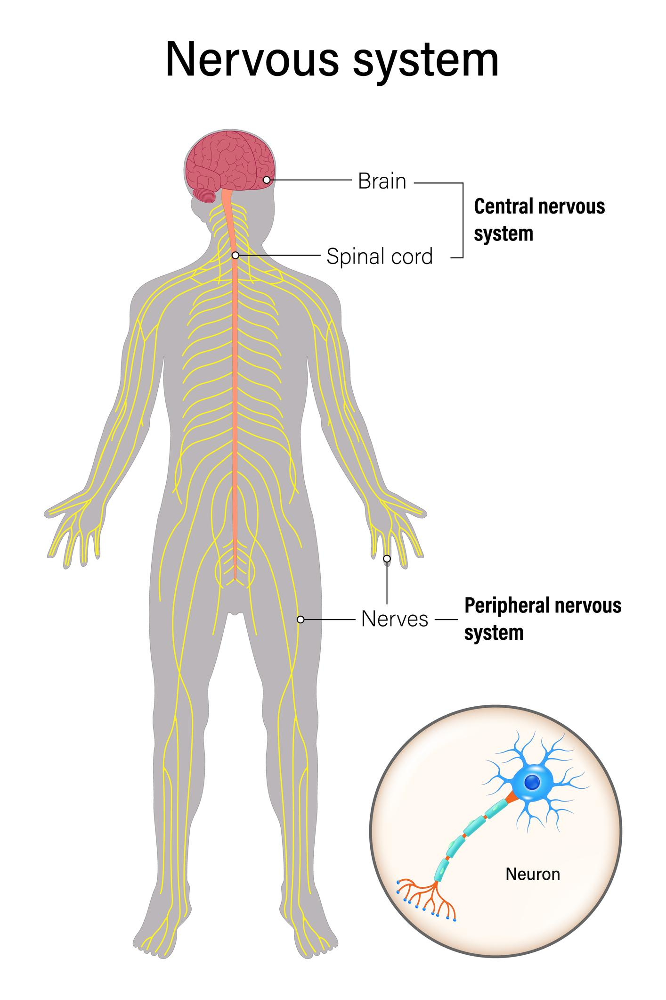 Nervous system
Brain
Central nervous
system
Spinal cord
Nerves
Peripheral nervous
system
Neuron